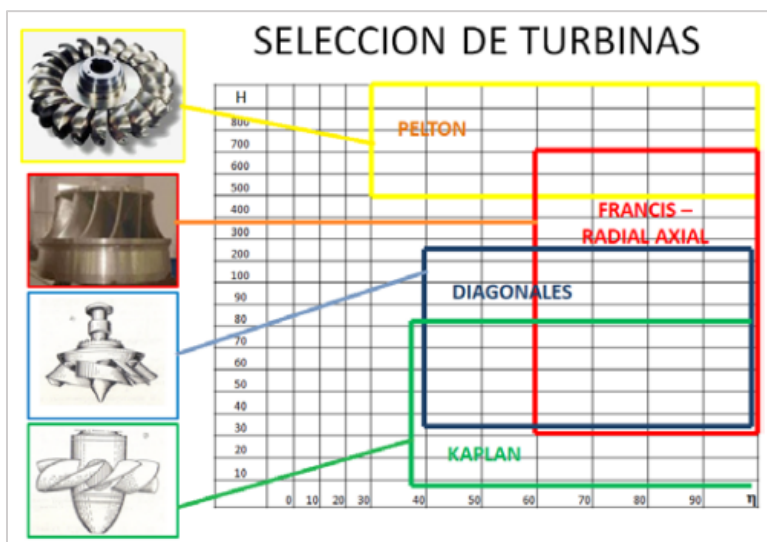 SELECCION DE TURBINAS
H
800
700
600
500
400
300
200
100
90
80
70
60
50
40
30
20
10
PELTON
FRANCIS –
RADIAL AXIAL
DIAGONALES
KAPLAN
0 10 20 30 40 50 60 70 80 90 η